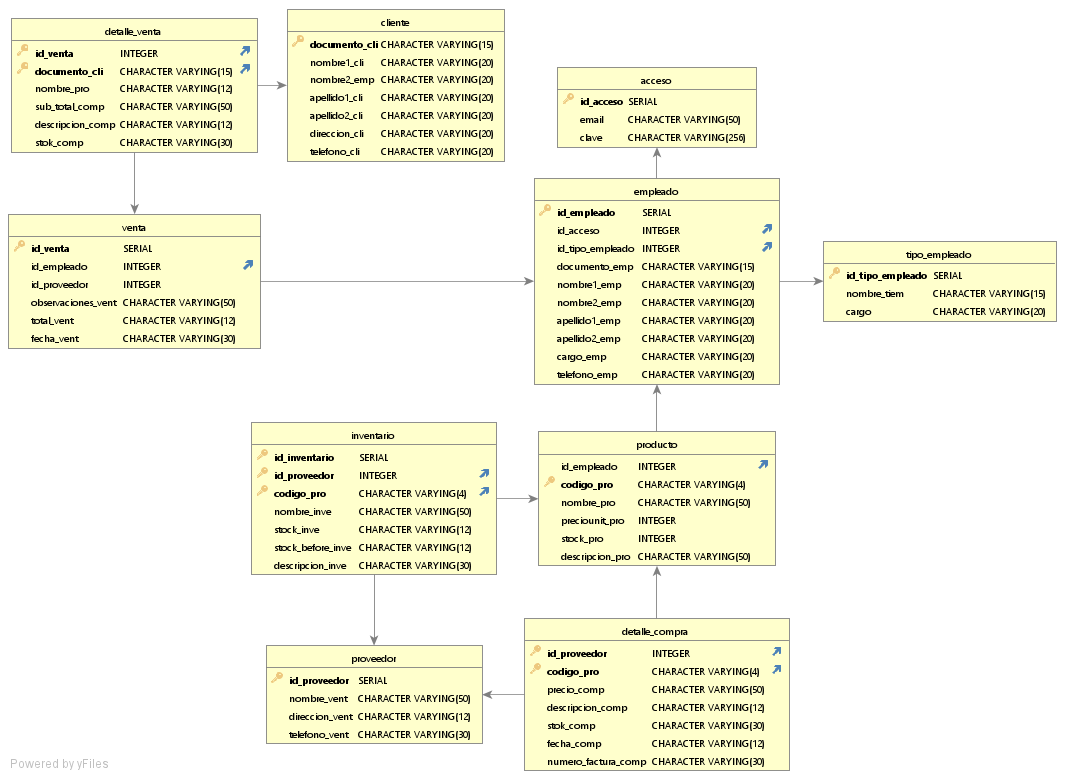 detalle_venta
id_venta INTEGER
documento_cli CHARACTER VARYING(15)
nombre_pro CHARACTER VARYING(12)
sub_total_comp CHARACTER VARYING(50)
descripcion_comp CHARACTER VARYING(12)
stok_comp CHARACTER VARYING(30)
cliente
documento_cli CHARACTER VARYING(15)
nombre1_cli CHARACTER VARYING(20)
nombre2_emp CHARACTER VARYING(20)
apellido1_cli CHARACTER VARYING(20)
apellido2_cli CHARACTER VARYING(20)
direccion_cli CHARACTER VARYING(20)
telefono_cli CHARACTER VARYING(20)
acceso
id_acceso SERIAL
email CHARACTER VARYING(50)
clave CHARACTER VARYING(256)
venta
id_venta SERIAL
id_empleado INTEGER
id_proveedor INTEGER
observaciones_vent CHARACTER VARYING(50)
total_vent CHARACTER VARYING(12)
fecha_vent CHARACTER VARYING(30)
empleado
id_empleado SERIAL
id_acceso INTEGER
id_tipo_empleado INTEGER
documento_emp CHARACTER VARYING(15)
nombre1_emp CHARACTER VARYING(20)
nombre2_emp CHARACTER VARYING(20)
apellido1_emp CHARACTER VARYING(20)
apellido2_emp CHARACTER VARYING(20)
cargo_emp CHARACTER VARYING(20)
telefono_emp CHARACTER VARYING(20)
tipo_empleado
id_tipo_empleado SERIAL
nombre_tiem CHARACTER VARYING(15)
cargo CHARACTER VARYING(20)
inventario
id_inventario SERIAL
id_proveedor INTEGER
codigo_pro CHARACTER VARYING(4)
nombre_inve CHARACTER VARYING(50)
stock_inve CHARACTER VARYING(12)
stock_before_inve CHARACTER VARYING(12)
descripcion_inve CHARACTER VARYING(30)
producto
id_empleado INTEGER
codigo_pro CHARACTER VARYING(4)
nombre_pro CHARACTER VARYING(50)
preciounit_pro INTEGER
stock_pro INTEGER
descripcion_pro CHARACTER VARYING(50)
proveedor
id_proveedor SERIAL
nombre_vent CHARACTER VARYING(50)
direccion_vent CHARACTER VARYING(12)
telefono_vent CHARACTER VARYING(30)
detalle_compra
id_proveedor INTEGER
codigo_pro CHARACTER VARYING(4)
precio_comp CHARACTER VARYING(50)
descripcion_comp CHARACTER VARYING(12)
stok_comp CHARACTER VARYING(30)
fecha_comp CHARACTER VARYING(12)
numero_factura_comp CHARACTER VARYING(30)
Powered by yFiles